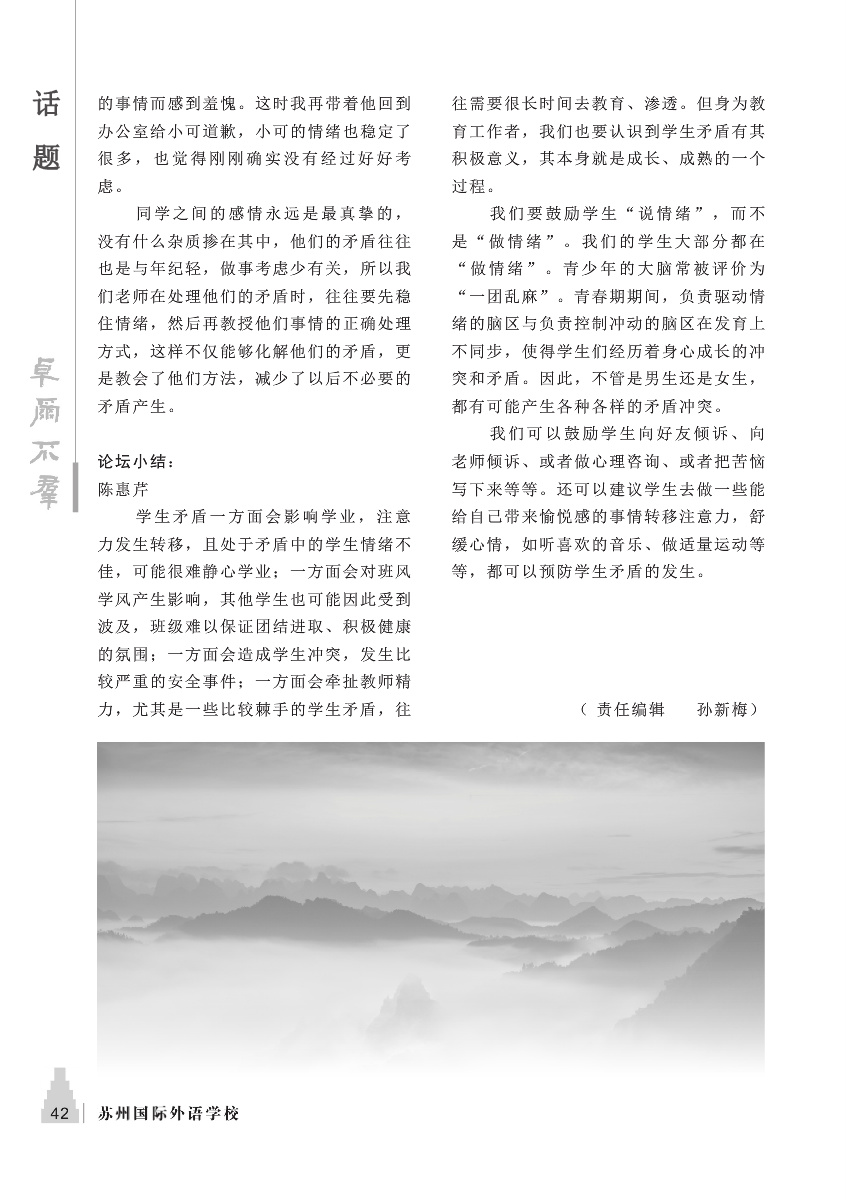 话
题
卓尔不群
的事情而感到羞愧。这时我再带着他回到
办公室给小可道歉，小可的情绪也稳定了
很多，也觉得刚刚确实没有经过好好考
虑。
同学之间的感情永远是最真挚的，
没有什么杂质掺在其中，他们的矛盾往往
也是与年纪轻，做事考虑少有关，所以我
们老师在处理他们的矛盾时，往往要先稳
住情绪，然后再教授他们事情的正确处理
方式，这样不仅能够化解他们的矛盾，更
是教会了他们方法，减少了以后不必要的
矛盾产生。
论坛小结：
陈惠芹
学生矛盾一方面会影响学业，注意
力发生转移，且处于矛盾中的学生情绪不
佳，可能很难静心学业；一方面会对班风
学风产生影响，其他学生也可能因此受到
波及，班级难以保证团结进取、积极健康
的氛围；一方面会造成学生冲突，发生比
较严重的安全事件；一方面会牵扯教师精
力，尤其是一些比较棘手的学生矛盾，往
往需要很长时间去教育、渗透。但身为教
育工作者，我们也要认识到学生矛盾有其
积极意义，其本身就是成长、成熟的一个
过程。
我们要鼓励学生“说情绪”，而不
是“做情绪”。我们的学生大部分都在
“做情绪”。青少年的大脑常被评价为
“一团乱麻”。青春期期间，负责驱动情
绪的脑区与负责控制冲动的脑区在发育上
不同步，使得学生们经历着身心成长的冲
突和矛盾。因此，不管是男生还是女生，
都有可能产生各种各样的矛盾冲突。
我们可以鼓励学生向好友倾诉、向
老师倾诉、或者做心理咨询、或者把苦恼
写下来等等。还可以建议学生去做一些能
给自己带来愉悦感的事情转移注意力，舒
缓心情，如听喜欢的音乐、做适量运动等
等，都可以预防学生矛盾的发生。
（ 责任编辑　孙新梅）
42
苏州国际外语学校